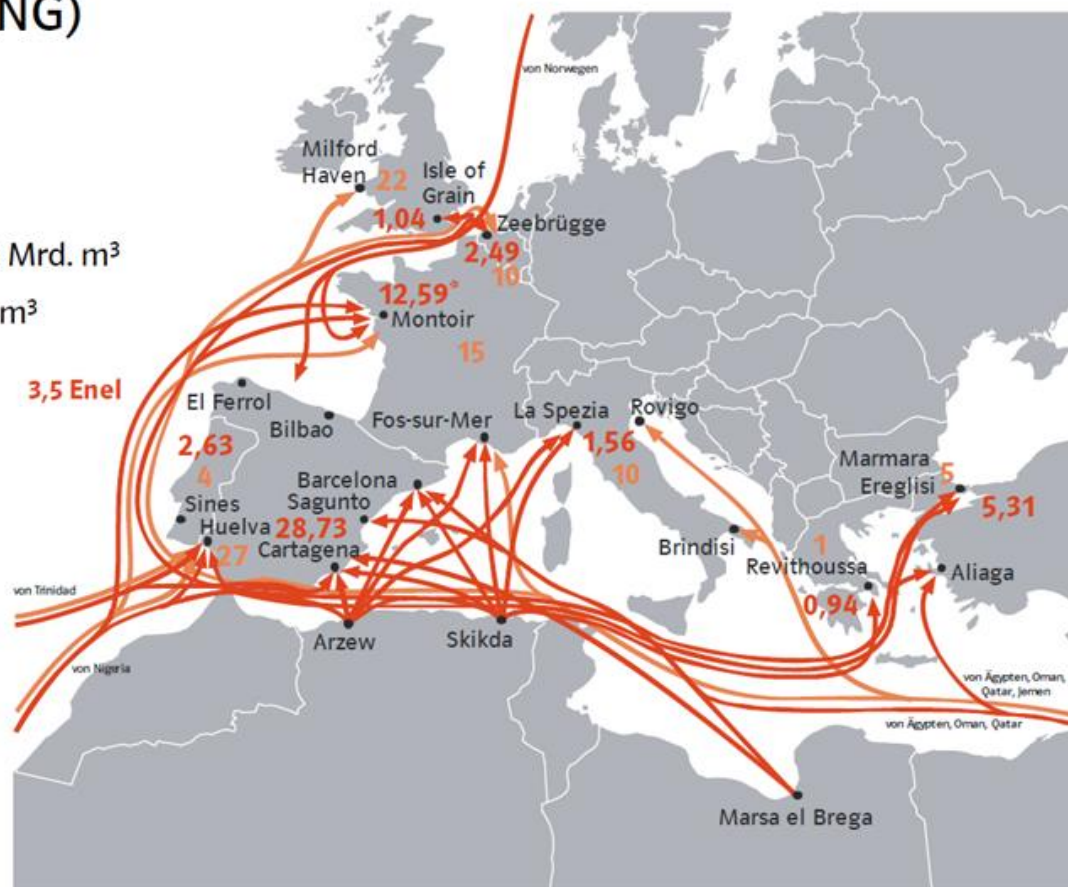 NG)
von Norwegen
Milford
Haven
22
Isle of
Grain
1,04
Zeebrügge
2,49
10
Mrd. m³
m³
12,59*
Montoir
15
3,5 Enel
El Ferrol
Bilbao
Fos-sur-Mer
La Spezia
Rovigo
1,56
10
2,63
4
Marmara
Ereglisi
5
5,31
Barcelona
Sagunto
Sines
Huelva
28,73
Cartagena
27
Brindisi
1
Revithoussa
0,94
Aliaga
von Trinidad
Arzew
Skikda
von Nigeria
von Ägypten, Oman,
Qatar, Jemen
von Ägypten, Oman, Qatar
Marsa el Brega